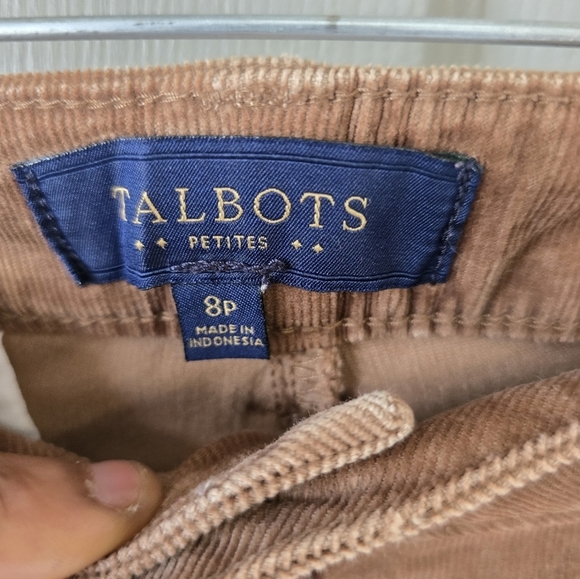 TALBOTS
PETITES
8P
MADE IN
INDONESIA